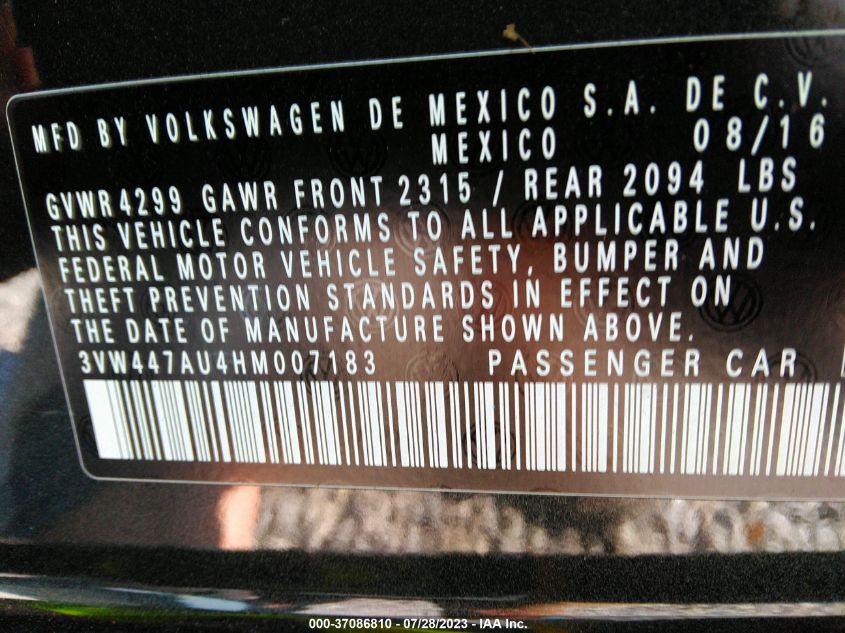 MFD BY VOLKSWAGEN DE MEXICO S.A. DE C.V.
MEXICO 08/16
GVWR 4299 GAWR FRONT 2315 / REAR 2094 LBS
THIS VEHICLE CONFORMS TO ALL APPLICABLE U.S.
FEDERAL MOTOR VEHICLE SAFETY, BUMPER AND
THEFT PREVENTION STANDARDS IN EFFECT ON
THE DATE OF MANUFACTURE SHOWN ABOVE.
3VW447AU4HM007183 PASSENGER CAR
000-37086810 - 07/28/2023 - IAA Inc.